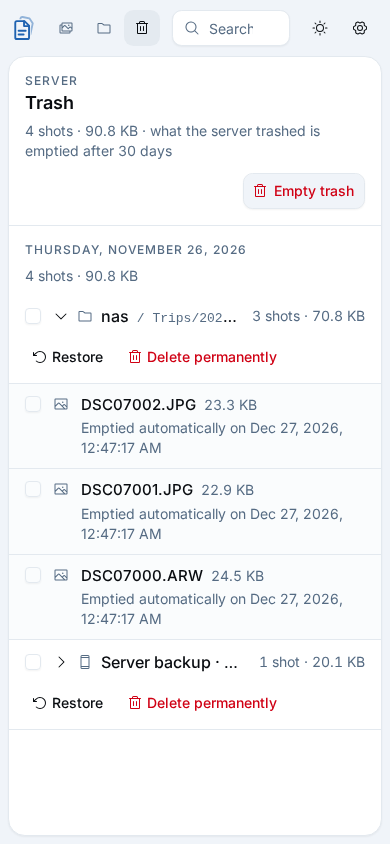 Search
SERVER
Trash
4 shots · 90.8 KB · what the server trashed is
emptied after 30 days
Empty trash
THURSDAY, NOVEMBER 26, 2026
4 shots · 90.8 KB
nas / Trips/202... 3 shots · 70.8 KB
Restore Delete permanently
DSC07002.JPG 23.3 KB
Emptied automatically on Dec 27, 2026,
12:47:17 AM
DSC07001.JPG 22.9 KB
Emptied automatically on Dec 27, 2026,
12:47:17 AM
DSC07000.ARW 24.5 KB
Emptied automatically on Dec 27, 2026,
12:47:17 AM
Server backup · ... 1 shot · 20.1 KB
Restore Delete permanently